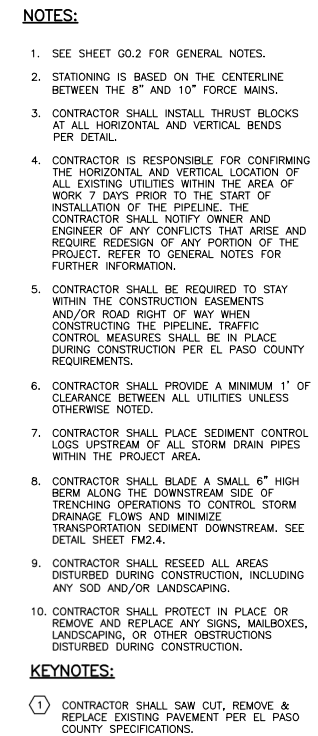 NOTES:
1. SEE SHEET G0.2 FOR GENERAL NOTES.
2. STATIONING IS BASED ON THE CENTERLINE
BETWEEN THE 8" AND 10" FORCE MAINS.
3. CONTRACTOR SHALL INSTALL THRUST BLOCKS
AT ALL HORIZONTAL AND VERTICAL BENDS
PER DETAIL.
4. CONTRACTOR IS RESPONSIBLE FOR CONFIRMING
THE HORIZONTAL AND VERTICAL LOCATION OF
ALL EXISTING UTILITIES WITHIN THE AREA OF
WORK 7 DAYS PRIOR TO THE START OF
INSTALLATION OF THE PIPELINE. THE
CONTRACTOR SHALL NOTIFY OWNER AND
ENGINEER OF ANY CONFLICTS THAT ARISE AND
REQUIRE REDESIGN OF ANY PORTION OF THE
PROJECT. REFER TO GENERAL NOTES FOR
FURTHER INFORMATION.
5. CONTRACTOR SHALL BE REQUIRED TO STAY
WITHIN THE CONSTRUCTION EASEMENTS
AND/OR ROAD RIGHT OF WAY WHEN
CONSTRUCTING THE PIPELINE. TRAFFIC
CONTROL MEASURES SHALL BE IN PLACE
DURING CONSTRUCTION PER EL PASO COUNTY
REQUIREMENTS.
6. CONTRACTOR SHALL PROVIDE A MINIMUM 1' OF
CLEARANCE BETWEEN ALL UTILITIES UNLESS
OTHERWISE NOTED.
7. CONTRACTOR SHALL PLACE SEDIMENT CONTROL
LOGS UPSTREAM OF ALL STORM DRAIN PIPES
WITHIN THE PROJECT AREA.
8. CONTRACTOR SHALL BLADE A SMALL 6" HIGH
BERM ALONG THE DOWNSTREAM SIDE OF
TRENCHING OPERATIONS TO CONTROL STORM
DRAINAGE FLOWS AND MINIMIZE
TRANSPORTATION SEDIMENT DOWNSTREAM. SEE
DETAIL SHEET FM2.4.
9. CONTRACTOR SHALL RESEED ALL AREAS
DISTURBED DURING CONSTRUCTION, INCLUDING
ANY SOD AND/OR LANDSCAPING.
10. CONTRACTOR SHALL PROTECT IN PLACE OR
REMOVE AND REPLACE ANY SIGNS, MAILBOXES,
LANDSCAPING, OR OTHER OBSTRUCTIONS
DISTURBED DURING CONSTRUCTION.
KEYNOTES:
1 CONTRACTOR SHALL SAW CUT, REMOVE &
REPLACE EXISTING PAVEMENT PER EL PASO
COUNTY SPECIFICATIONS.